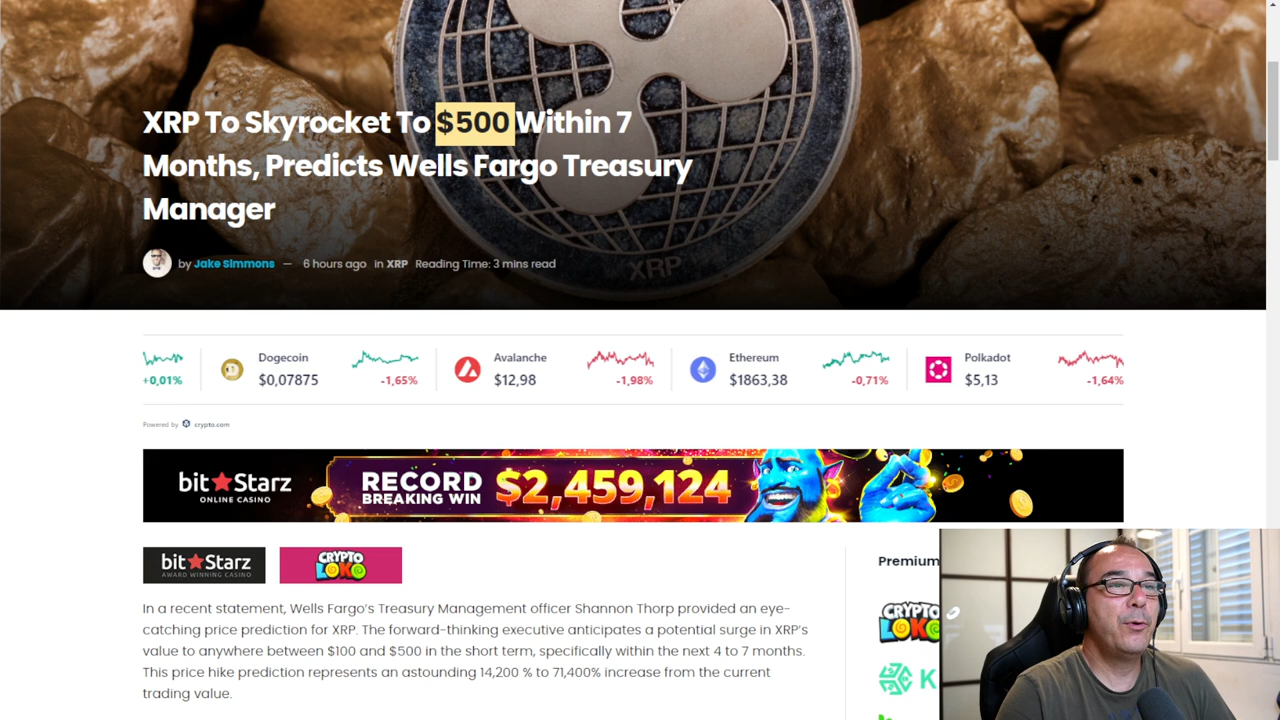 XRP To Skyrocket To $500 Within 7
Months, Predicts Wells Fargo Treasury
Manager
XRP
by Jake Simmons — 6 hours ago in XRP Reading Time: 3 mins read
+0,01%
Dogecoin
$0,07875
-1,65%
Avalanche
$12,98
-1,98%
Ethereum
$1863,38
-0,71%
Polkadot
$5,13
-1,64%
Powered by crypto.com
bitStarz
ONLINE CASINO
RECORD
BREAKING WIN
$2,459,124
bitStarz
AWARD WINNING CASINO
CRYPTO
LOKO
Premium
In a recent statement, Wells Fargo's Treasury Management officer Shannon Thorp provided an eye-
catching price prediction for XRP. The forward-thinking executive anticipates a potential surge in XRP's
value to anywhere between $100 and $500 in the short term, specifically within the next 4 to 7 months.
This price hike prediction represents an astounding 14,200 % to 71,400% increase from the current
trading value.
CRYPTO
LOKO
K